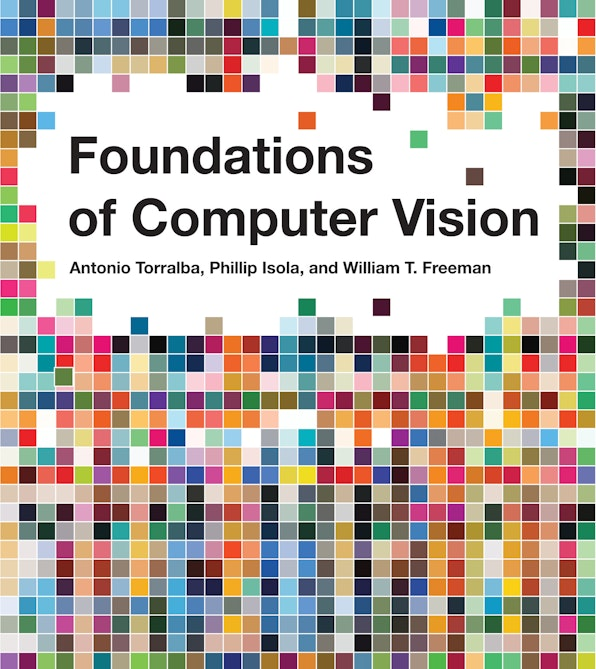 Foundations
of Computer Vision
Antonio Torralba, Phillip Isola, and William T. Freeman